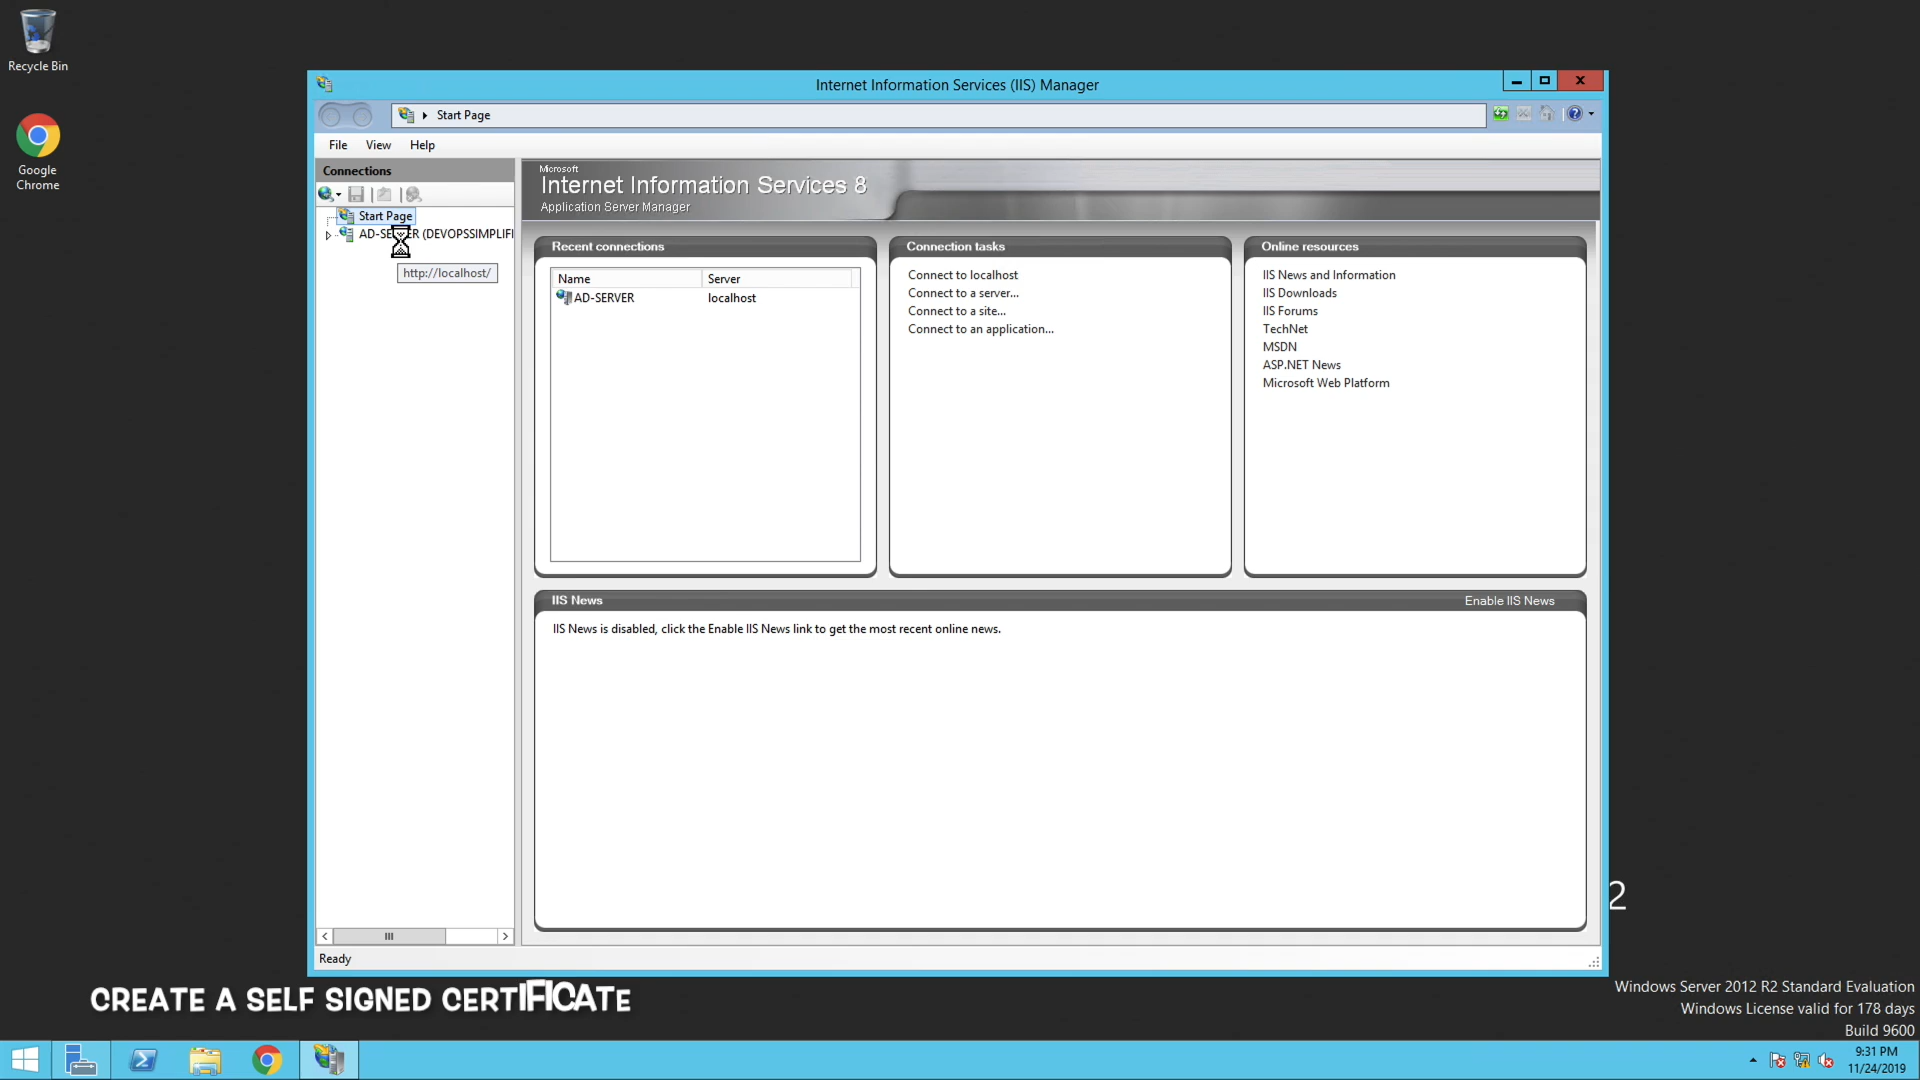 Recycle Bin
Google
Chrome
Internet Information Services (IIS) Manager
Start Page
File View Help
Connections
Start Page
AD-SERVER (DEVOPSSIMPLIFI
http://localhost/
Microsoft
Internet Information Services 8
Application Server Manager
Recent connections
Name Server
AD-SERVER localhost
Connection tasks
Connect to localhost
Connect to a server...
Connect to a site...
Connect to an application...
Online resources
IIS News and Information
IIS Downloads
IIS Forums
TechNet
MSDN
ASP.NET News
Microsoft Web Platform
IIS News Enable IIS News
IIS News is disabled, click the Enable IIS News link to get the most recent online news.
Ready
2
CREATE A SELF SIGNED CERTIFICATE
Windows Server 2012 R2 Standard Evaluation
Windows License valid for 178 days
Build 9600
9:31 PM
11/24/2019